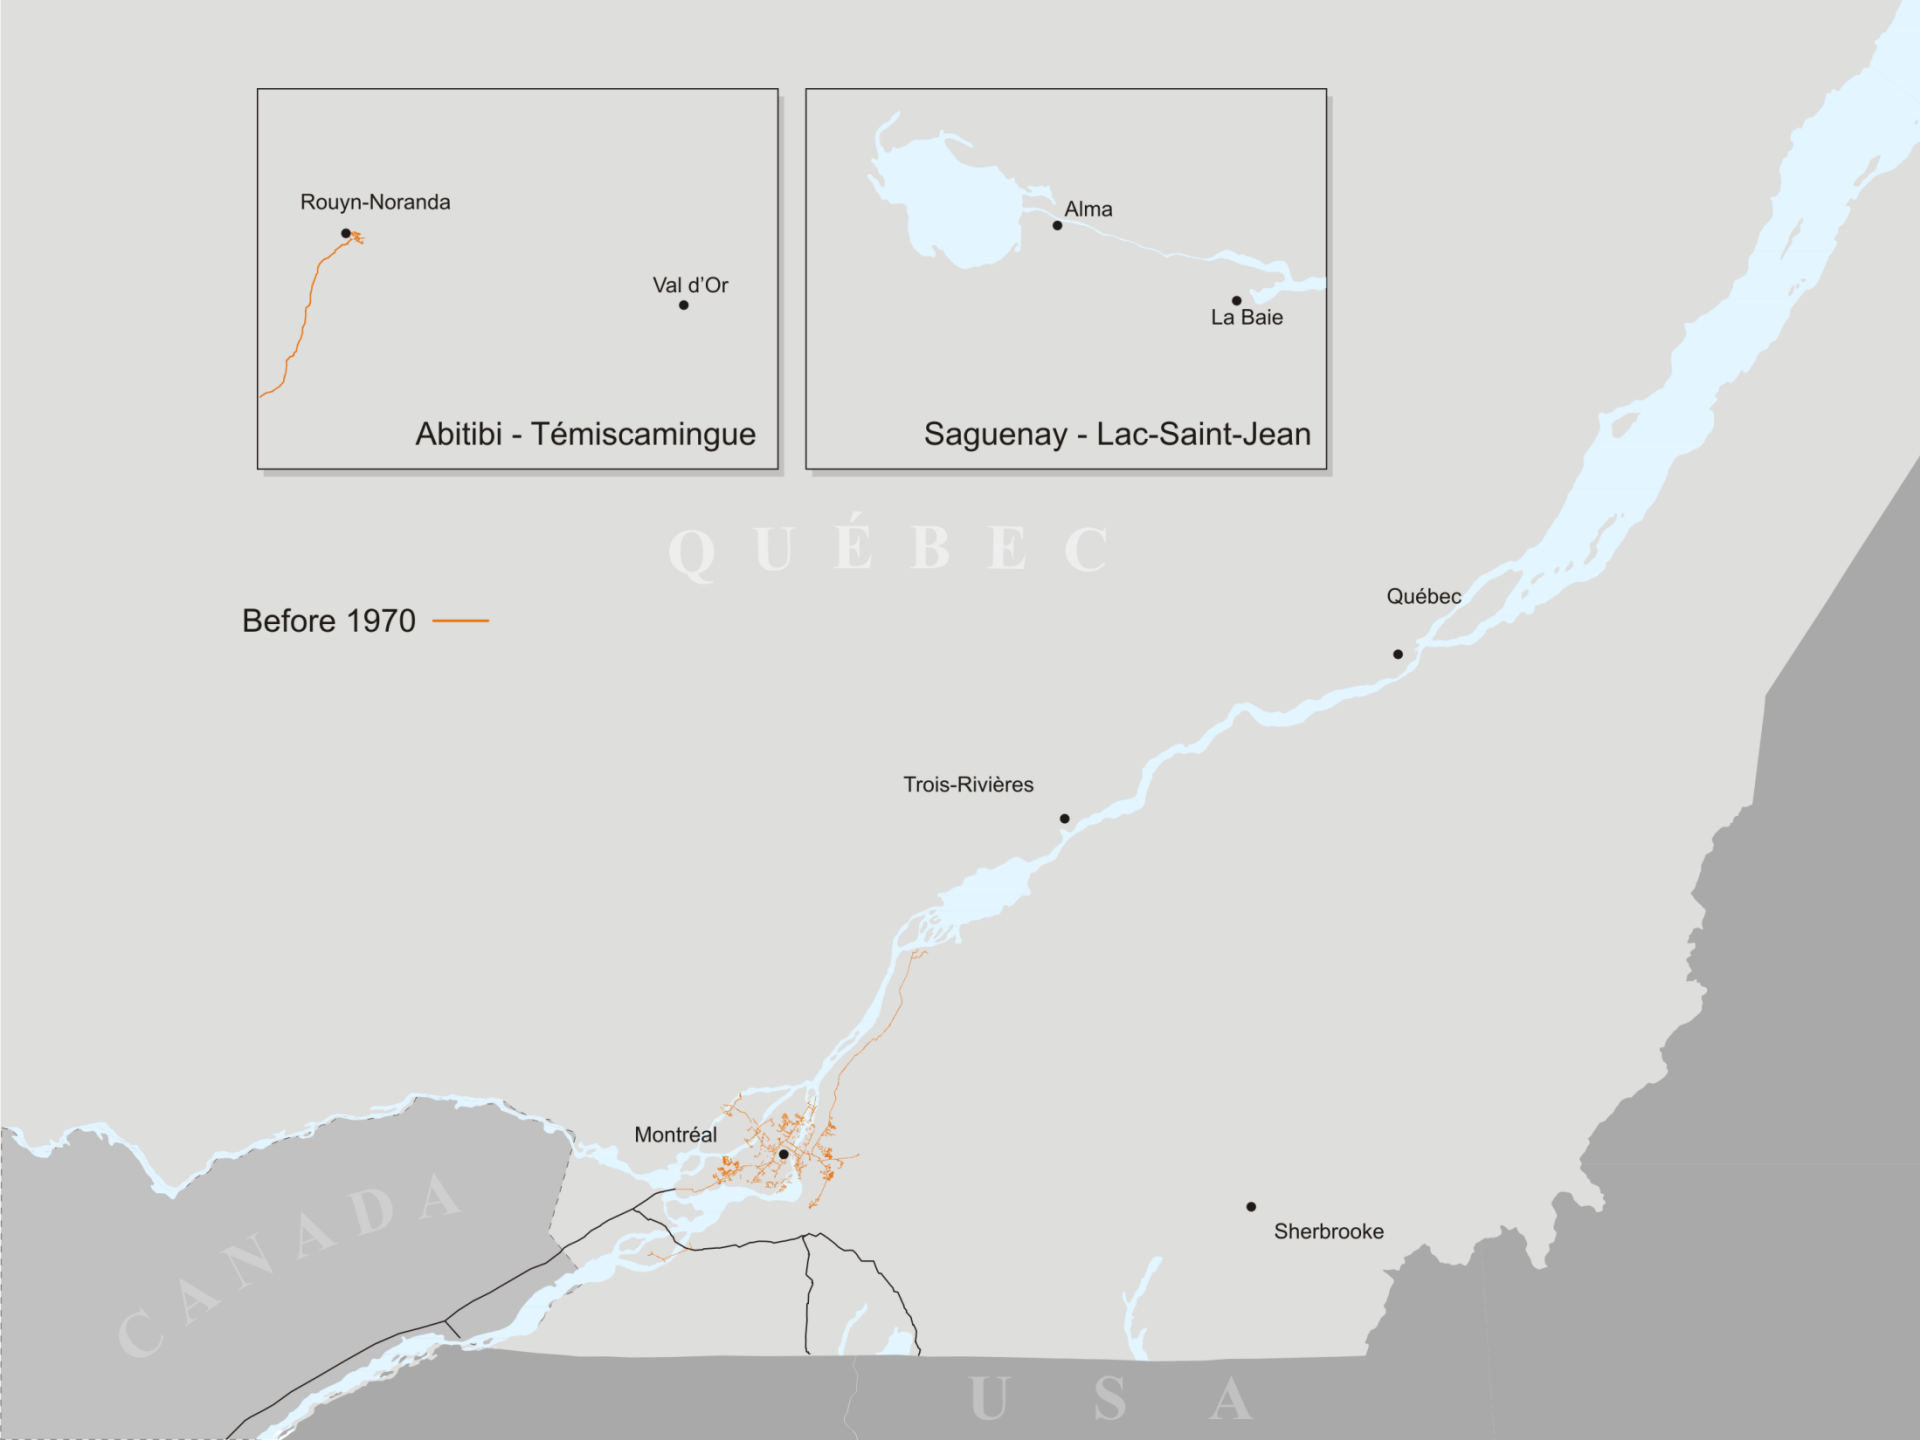 Rouyn-Noranda
Val d’Or
Abitibi - Témiscamingue
Alma
La Baie
Saguenay - Lac-Saint-Jean
QUÉBEC
Before 1970
Québec
Trois-Rivières
Montréal
Sherbrooke
CANADA
USA